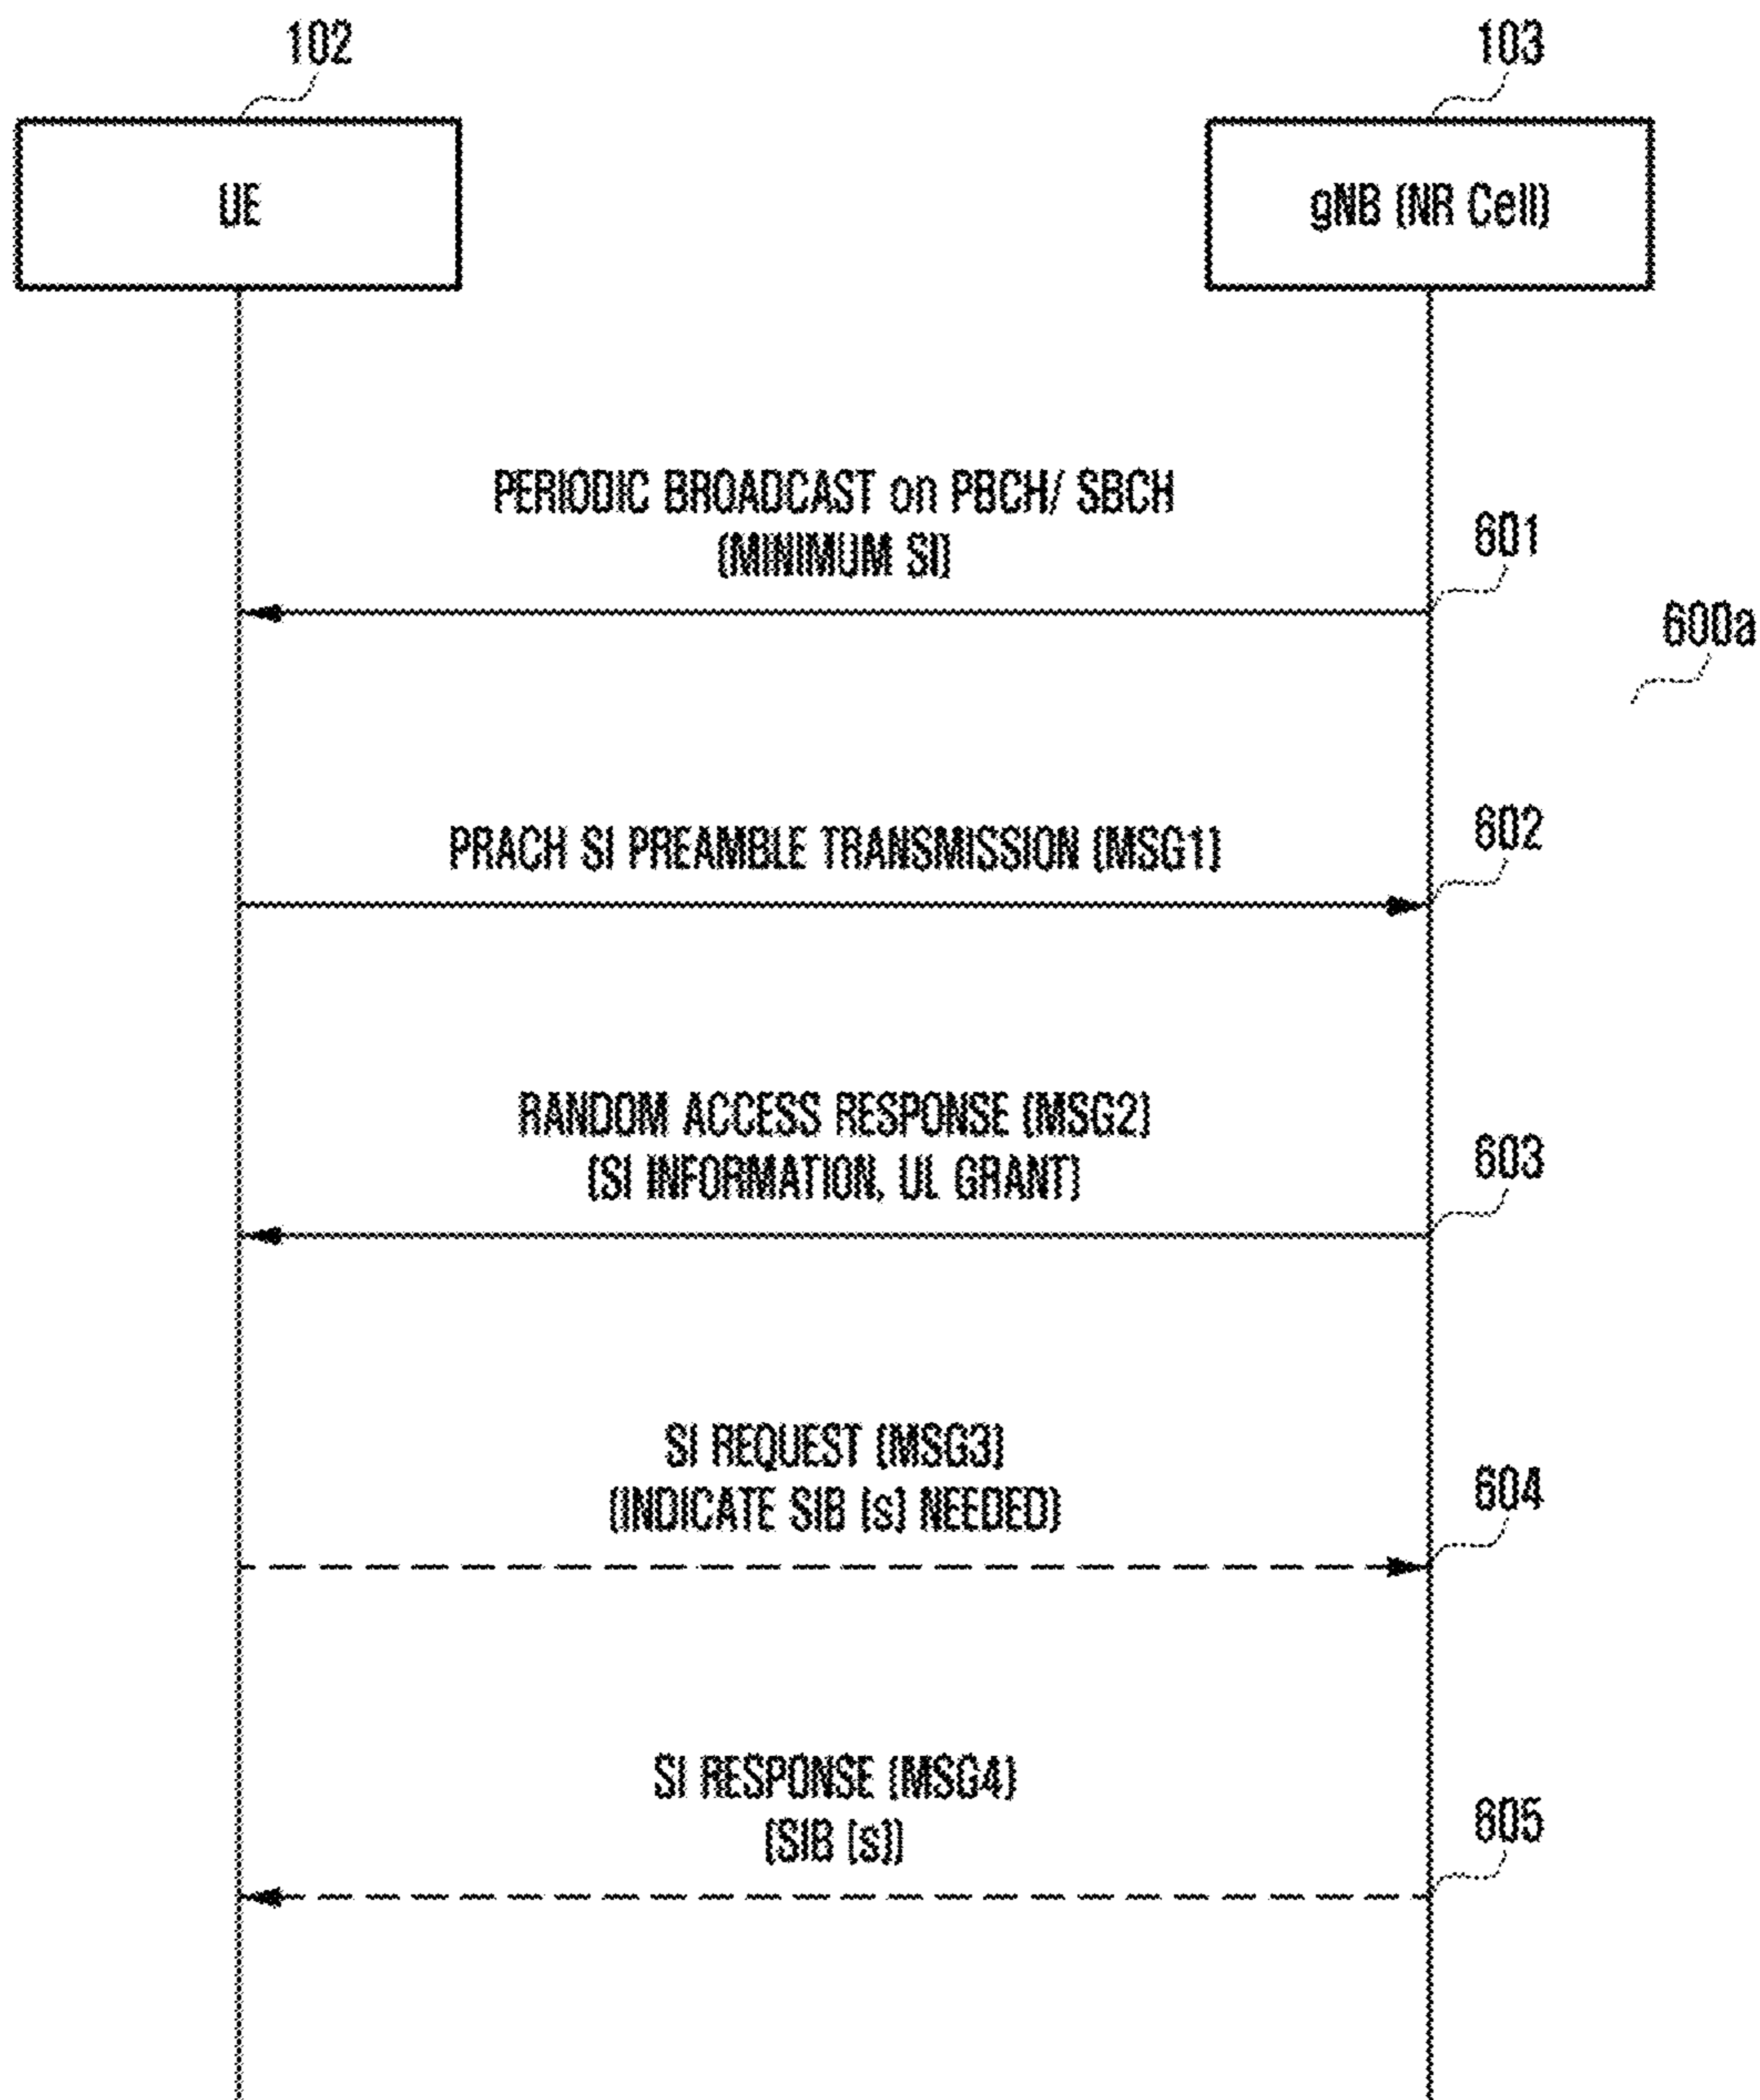 102
103
UE
gNB (NR Cell)
PERIODIC BROADCAST on PBCH/ SBCH
(MINIMUM SI)
601
600a
PRACH SI PREAMBLE TRANSMISSION (MSG1)
602
RANDOM ACCESS RESPONSE (MSG2)
(SI INFORMATION, UL GRANT)
603
SI REQUEST (MSG3)
(INDICATE SIB (s) NEEDED)
604
SI RESPONSE (MSG4)
(SIB (s))
605